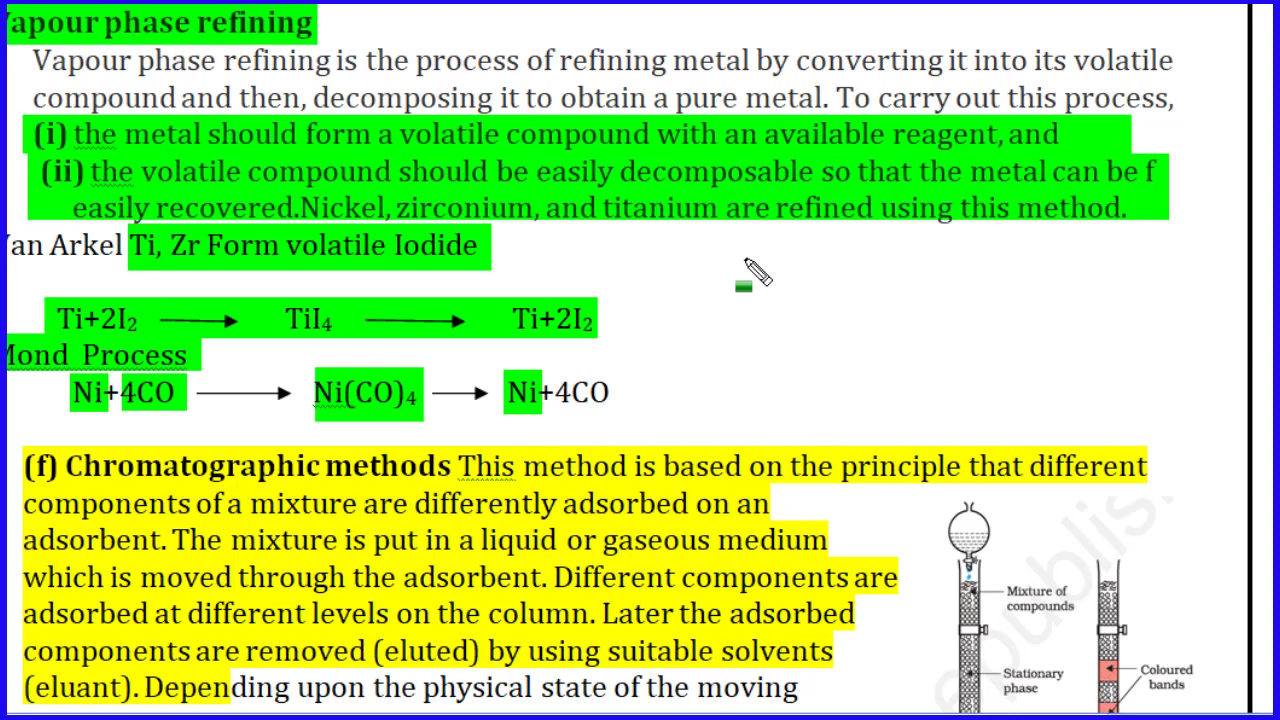 Vapour phase refining
Vapour phase refining is the process of refining metal by converting it into its volatile
compound and then, decomposing it to obtain a pure metal. To carry out this process,
(i) the metal should form a volatile compound with an available reagent, and
(ii) the volatile compound should be easily decomposable so that the metal can be f
easily recovered.Nickel, zirconium, and titanium are refined using this method.
Van Arkel Ti, Zr Form volatile Iodide
Ti+2I₂ ⟶ TiI₄ ⟶ Ti+2I₂
Mond Process
Ni+4CO ⟶ Ni(CO)₄ ⟶ Ni+4CO
(f) Chromatographic methods This method is based on the principle that different
components of a mixture are differently adsorbed on an
adsorbent. The mixture is put in a liquid or gaseous medium
which is moved through the adsorbent. Different components are
adsorbed at different levels on the column. Later the adsorbed
components are removed (eluted) by using suitable solvents
(eluant). Depending upon the physical state of the moving
Mixture of
compounds
Stationary
phase
Coloured
bands